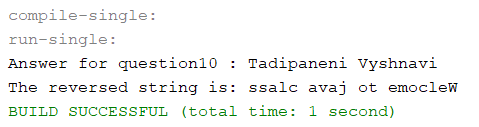 compile-single:
run-single:
Answer for question10 : Tadipaneni Vyshnavi
The reversed string is: ssalc avaj ot emocleW
BUILD SUCCESSFUL (total time: 1 second)